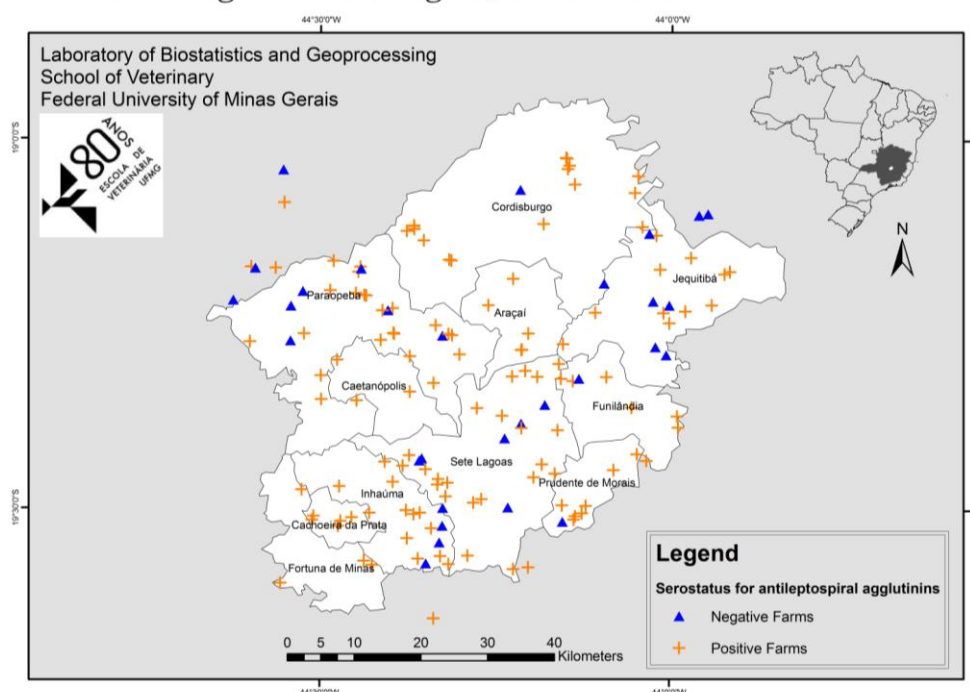 44°30'0"W
44°0'0"W
Laboratory of Biostatistics and Geoprocessing
School of Veterinary
Federal University of Minas Gerais
80
ANOS
ESCOLA DE
VETERINÁRIA
UFMG
19°0'0"S
Cordisburgo
N
Jequitibá
Paraopeba
Araçaí
Caetanópolis
Funilândia
Sete Lagoas
Prudente de Morais
Inhaúma
19°30'0"S
Cachoeira da Prata
Fortuna de Minas
Legend
Serostatus for antileptospiral agglutinins
Negative Farms
Positive Farms
0 5 10 20 30 40
Kilometers